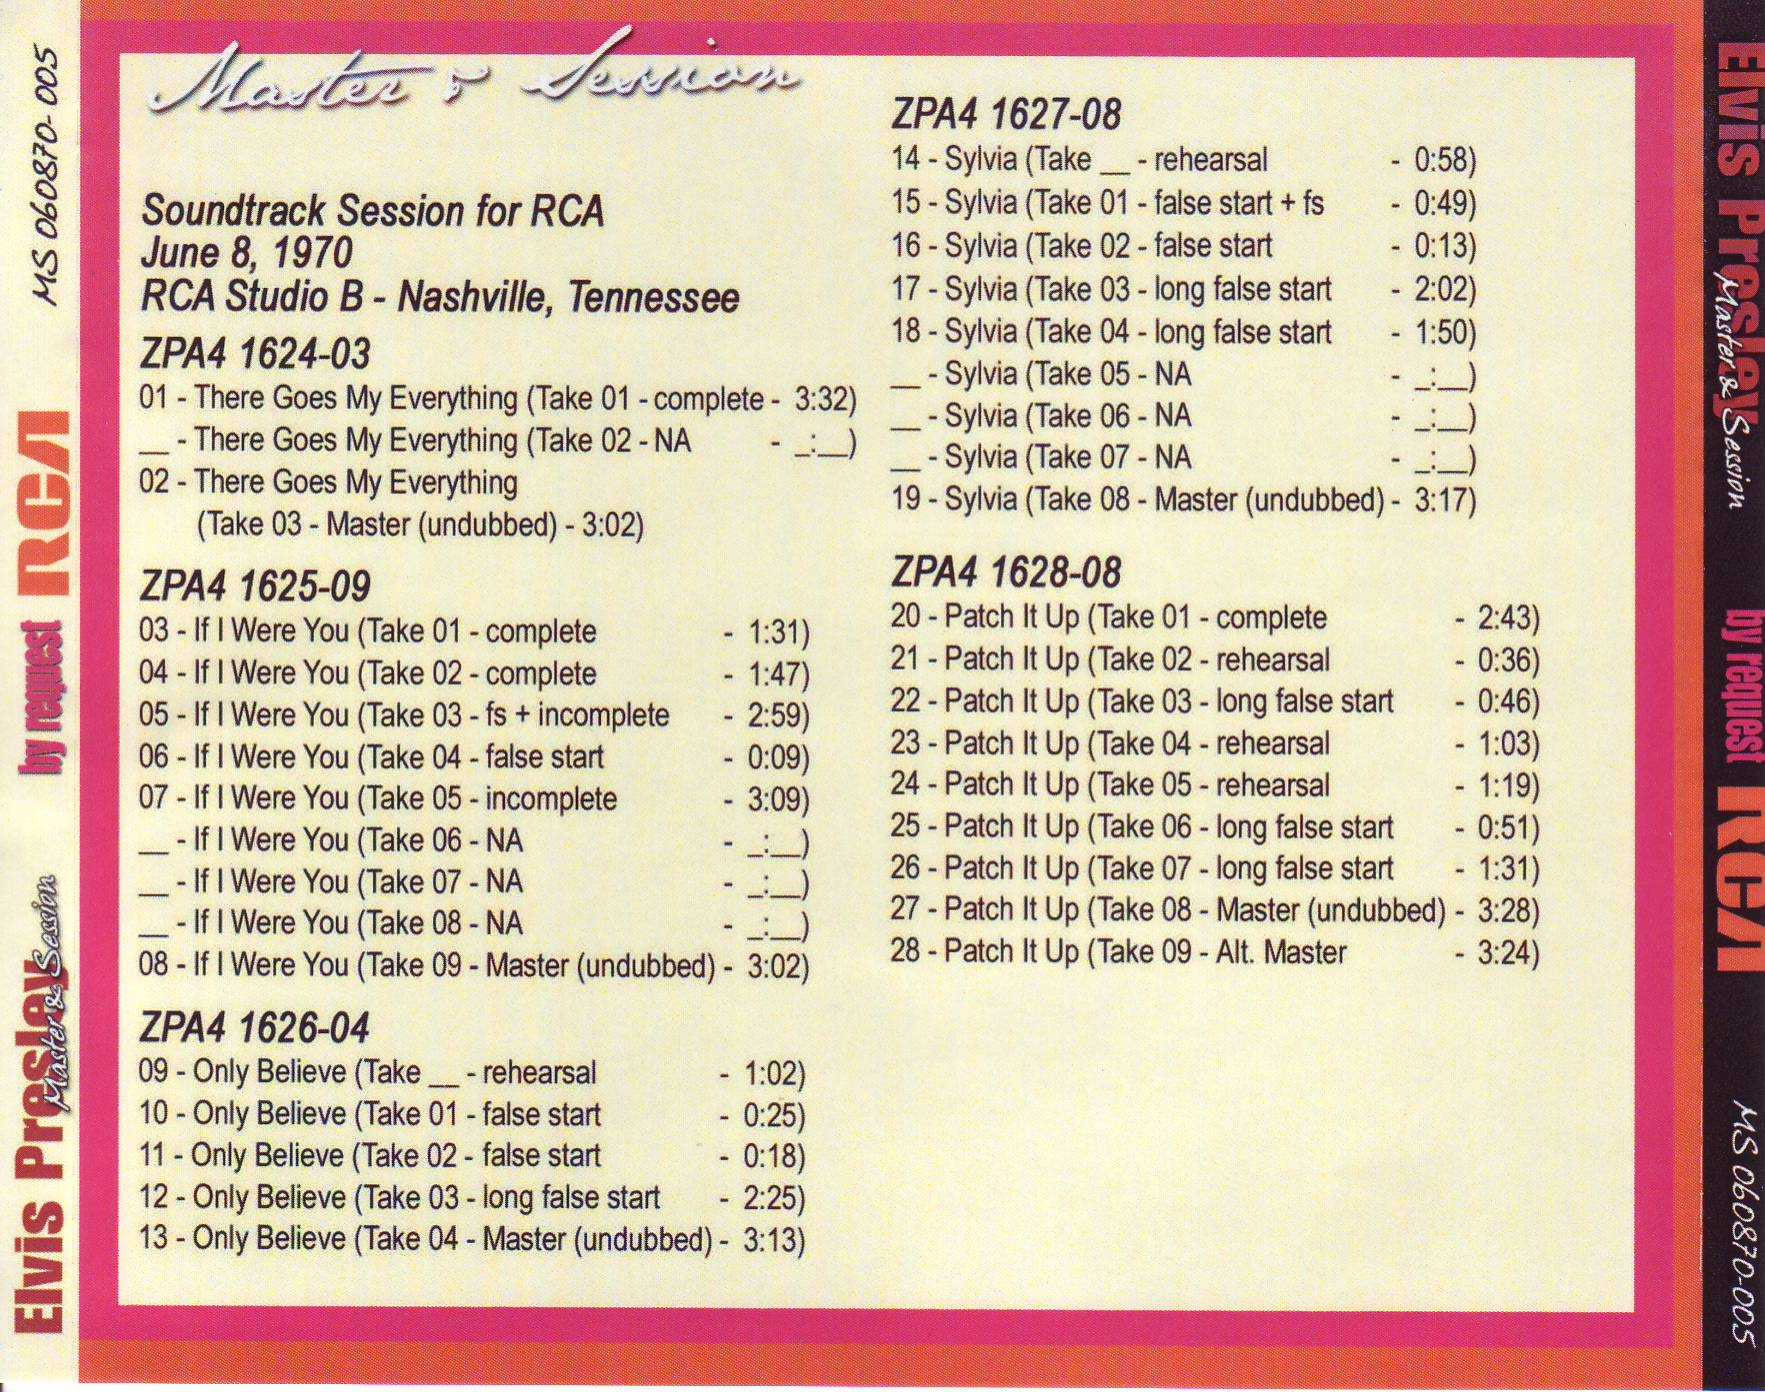 Master & Session
Soundtrack Session for RCA
June 8, 1970
RCA Studio B - Nashville, Tennessee
ZPA4 1624-03
01 - There Goes My Everything (Take 01 - complete - 3:32)
__ - There Goes My Everything (Take 02 - NA - _:__)
02 - There Goes My Everything
(Take 03 - Master (undubbed) - 3:02)
ZPA4 1625-09
03 - If I Were You (Take 01 - complete - 1:31)
04 - If I Were You (Take 02 - complete - 1:47)
05 - If I Were You (Take 03 - fs + incomplete - 2:59)
06 - If I Were You (Take 04 - false start - 0:09)
07 - If I Were You (Take 05 - incomplete - 3:09)
__ - If I Were You (Take 06 - NA - _:__)
__ - If I Were You (Take 07 - NA - _:__)
__ - If I Were You (Take 08 - NA - _:__)
08 - If I Were You (Take 09 - Master (undubbed) - 3:02)
ZPA4 1626-04
09 - Only Believe (Take __ - rehearsal - 1:02)
10 - Only Believe (Take 01 - false start - 0:25)
11 - Only Believe (Take 02 - false start - 0:18)
12 - Only Believe (Take 03 - long false start - 2:25)
13 - Only Believe (Take 04 - Master (undubbed) - 3:13)
ZPA4 1627-08
14 - Sylvia (Take __ - rehearsal - 0:58)
15 - Sylvia (Take 01 - false start + fs - 0:49)
16 - Sylvia (Take 02 - false start - 0:13)
17 - Sylvia (Take 03 - long false start - 2:02)
18 - Sylvia (Take 04 - long false start - 1:50)
__ - Sylvia (Take 05 - NA - _:__)
__ - Sylvia (Take 06 - NA - _:__)
__ - Sylvia (Take 07 - NA - _:__)
19 - Sylvia (Take 08 - Master (undubbed) - 3:17)
ZPA4 1628-08
20 - Patch It Up (Take 01 - complete - 2:43)
21 - Patch It Up (Take 02 - rehearsal - 0:36)
22 - Patch It Up (Take 03 - long false start - 0:46)
23 - Patch It Up (Take 04 - rehearsal - 1:03)
24 - Patch It Up (Take 05 - rehearsal - 1:19)
25 - Patch It Up (Take 06 - long false start - 0:51)
26 - Patch It Up (Take 07 - long false start - 1:31)
27 - Patch It Up (Take 08 - Master (undubbed) - 3:28)
28 - Patch It Up (Take 09 - Alt. Master - 3:24)
Elvis Presley
Master & Session
by request
RCA
MS 060870-005
Elvis Presley
Master & Session
by request
RCA
MS 060870-005